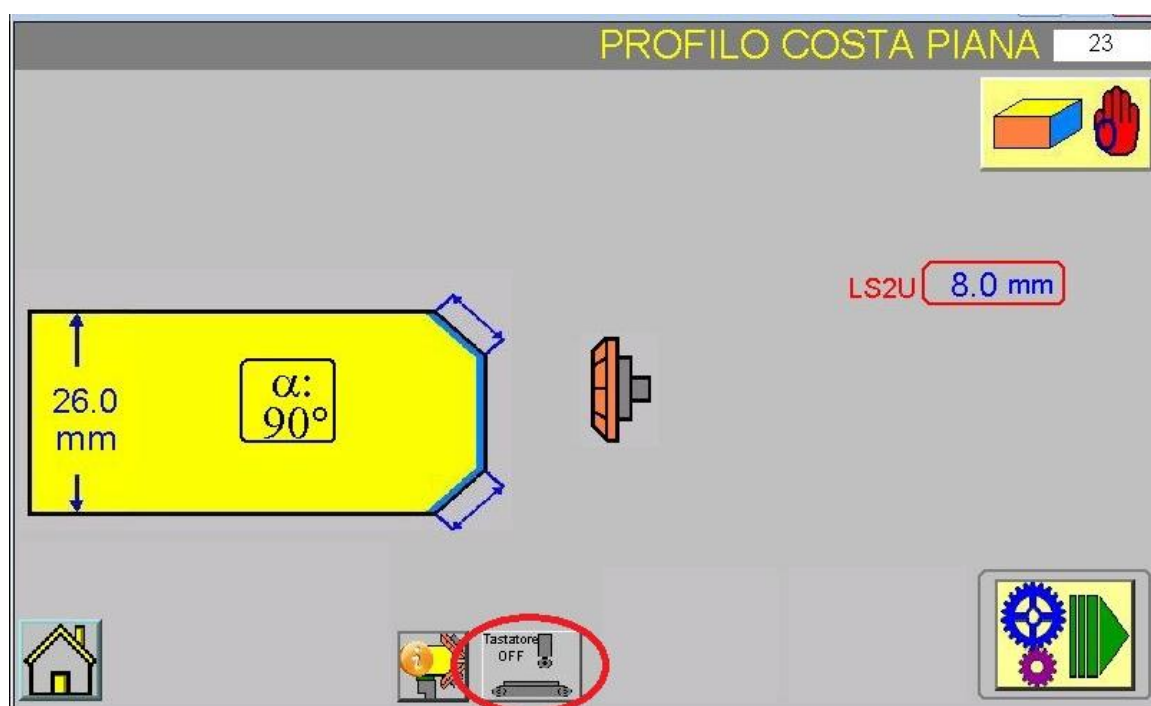 PROFILO COSTA PIANA 23
LS2U 8.0 mm
26.0
mm
α:
90°
Tastatore
OFF
i